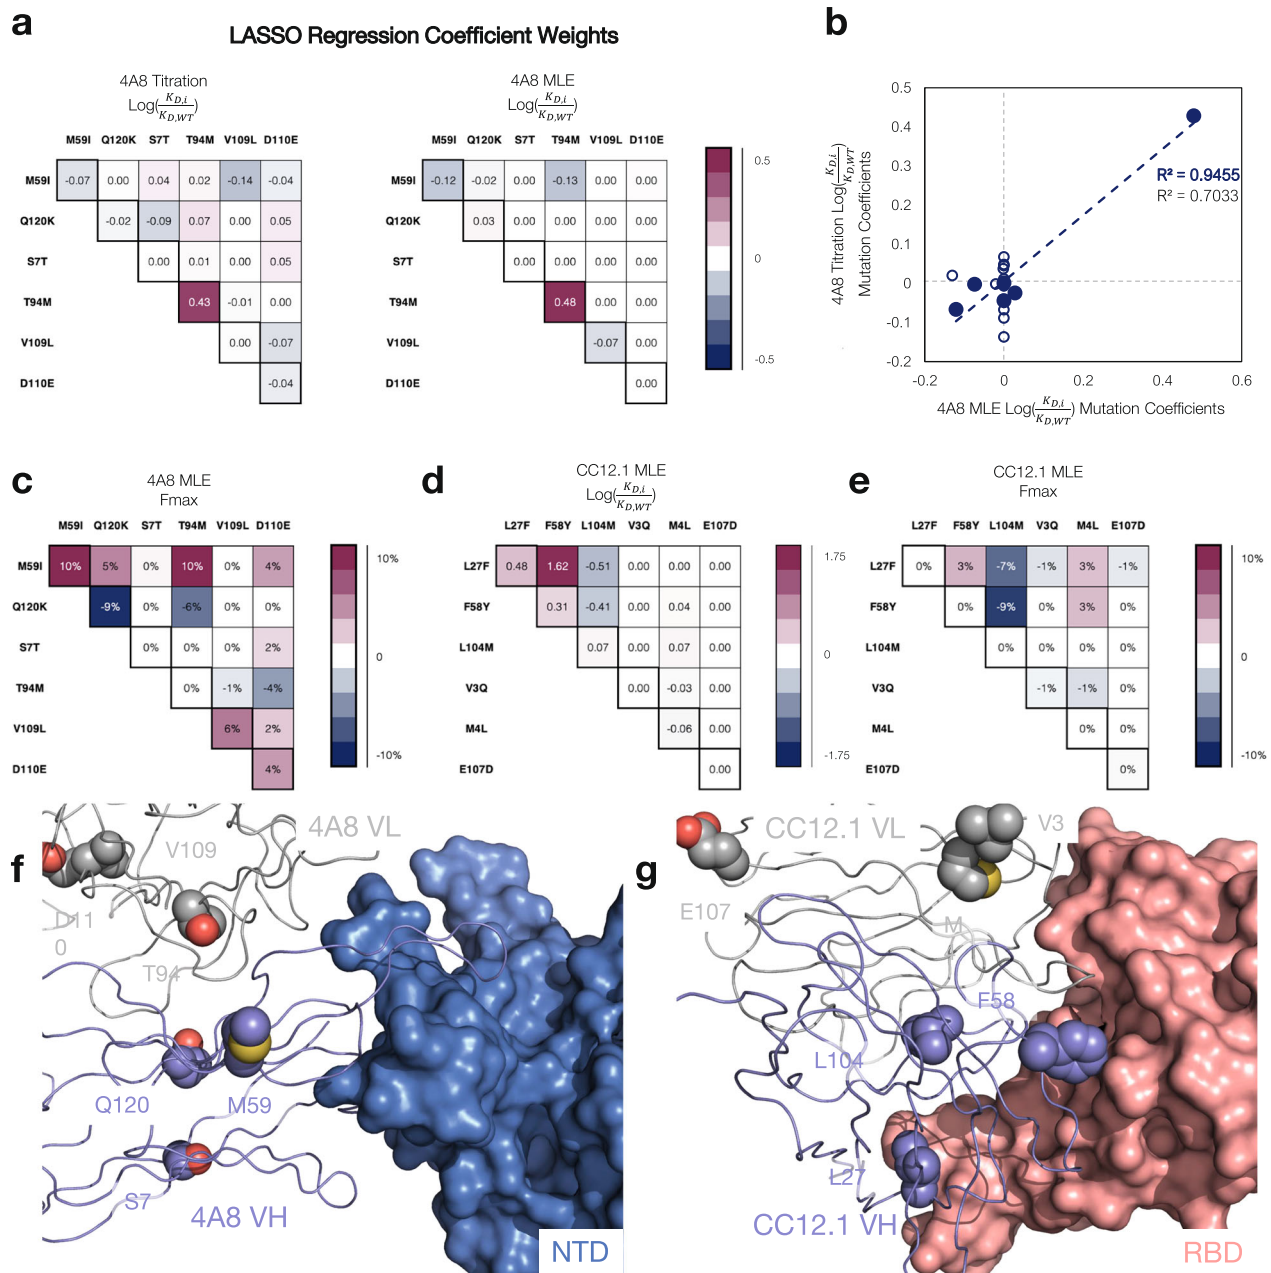 a
LASSO Regression Coefficient Weights
4A8 Titration
Log(K_D,i/K_D,WT)
M59I Q120K S7T T94M V109L D110E
M59I -0.07 0.00 0.04 0.02 -0.14 -0.04
Q120K -0.02 -0.09 0.07 0.00 0.05
S7T 0.00 0.01 0.00 0.05
T94M 0.43 -0.01 0.00
V109L 0.00 -0.07
D110E -0.04
4A8 MLE
Log(K_D,i/K_D,WT)
M59I Q120K S7T T94M V109L D110E
M59I -0.12 -0.02 0.00 -0.13 0.00 0.00
Q120K 0.03 0.00 0.00 0.00 0.00
S7T 0.00 0.00 0.00 0.00
T94M 0.48 0.00 0.00
V109L -0.07 0.00
D110E 0.00
0.5
0
-0.5
b
4A8 Titration Log(K_D,i/K_D,WT)
Mutation Coefficients
0.5
0.4
0.3
0.2
0.1
0
-0.1
-0.2
R² = 0.9455
R² = 0.7033
-0.2 0 0.2 0.4 0.6
4A8 MLE Log(K_D,i/K_D,WT) Mutation Coefficients
c
4A8 MLE
Fmax
M59I Q120K S7T T94M V109L D110E
M59I 10% 5% 0% 10% 0% 4%
Q120K -9% 0% -6% 0% 0%
S7T 0% 0% 0% 2%
T94M 0% -1% -4%
V109L 6% 2%
D110E 4%
10%
0
-10%
d
CC12.1 MLE
Log(K_D,i/K_D,WT)
L27F F58Y L104M V3Q M4L E107D
L27F 0.48 1.62 -0.51 0.00 0.00 0.00
F58Y 0.31 -0.41 0.00 0.04 0.00
L104M 0.07 0.00 0.07 0.00
V3Q 0.00 -0.03 0.00
M4L -0.06 0.00
E107D 0.00
1.75
0
-1.75
e
CC12.1 MLE
Fmax
L27F F58Y L104M V3Q M4L E107D
L27F 0% 3% -7% -1% 3% -1%
F58Y 0% -9% 0% 3% 0%
L104M 0% 0% 0% 0%
V3Q -1% -1% 0%
M4L 0% 0%
E107D 0%
10%
0
-10%
f
4A8 VL
V109
D11
0
T94
Q120
M59
S7
4A8 VH
NTD
g
CC12.1 VL
V3
E107
M
F58
L104
L27
CC12.1 VH
RBD